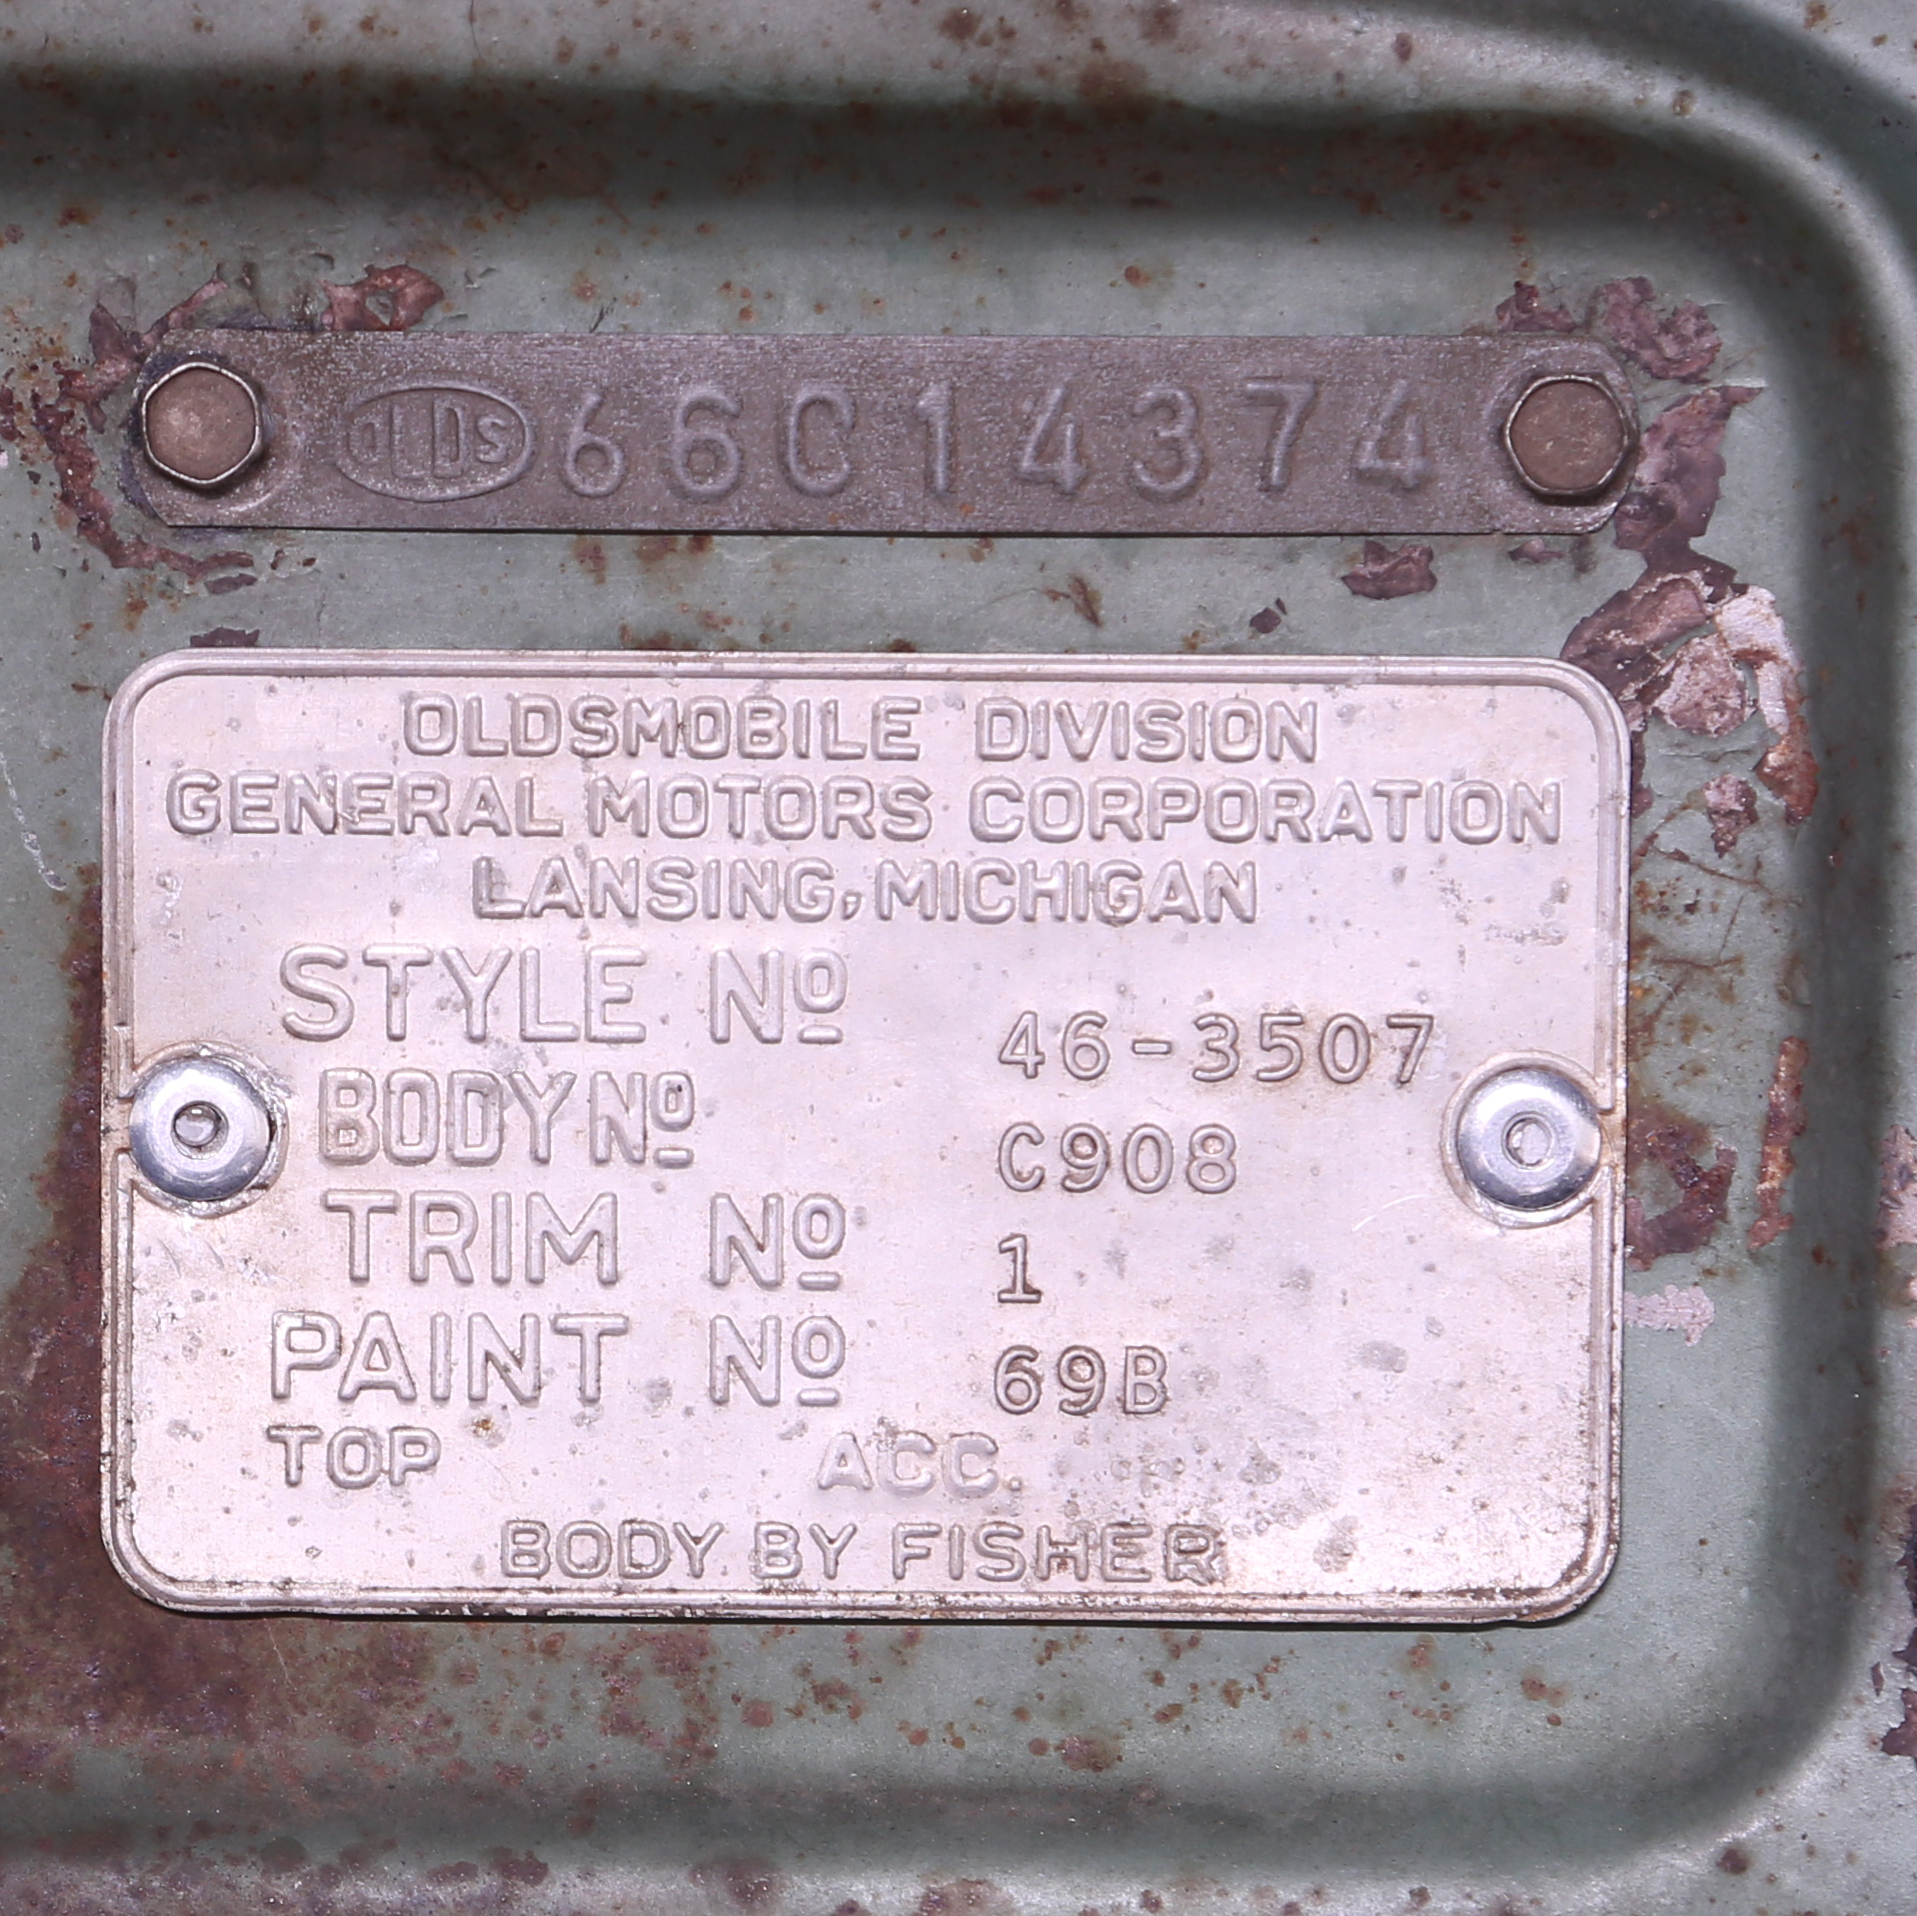 OLDS 66C14374
OLDSMOBILE DIVISION
GENERAL MOTORS CORPORATION
LANSING, MICHIGAN
STYLE Nº 46-3507
BODY Nº C908
TRIM Nº 1
PAINT Nº 69B
TOP ACC.
BODY BY FISHER